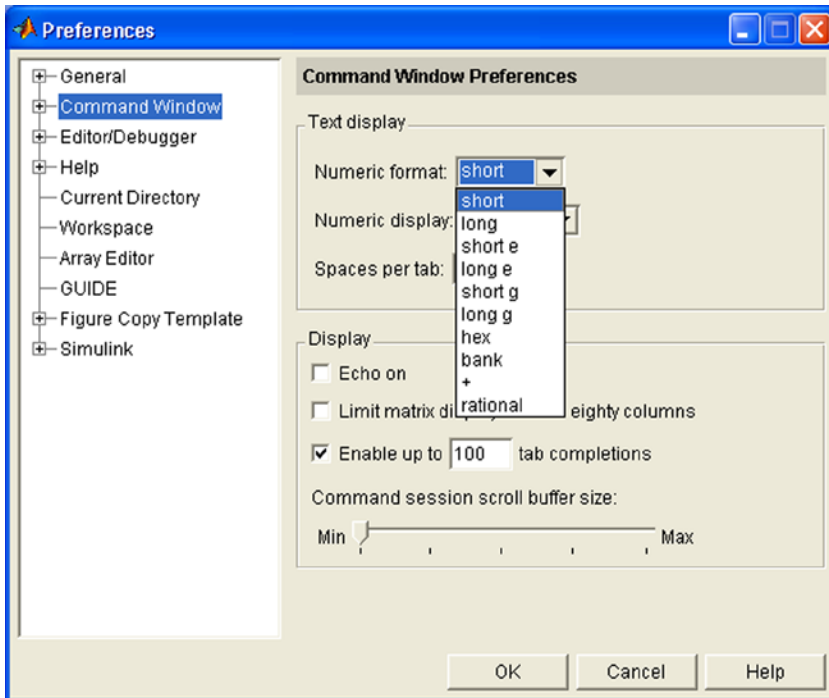 Preferences
General
Command Window
Editor/Debugger
Help
Current Directory
Workspace
Array Editor
GUIDE
Figure Copy Template
Simulink
Command Window Preferences
Text display
Numeric format: short
short
long
short e
long e
short g
long g
hex
bank
+
rational
Numeric display:
Spaces per tab:
Display
Echo on
Limit matrix eighty columns
Enable up to 100 tab completions
Command session scroll buffer size:
Min Max
OK Cancel Help